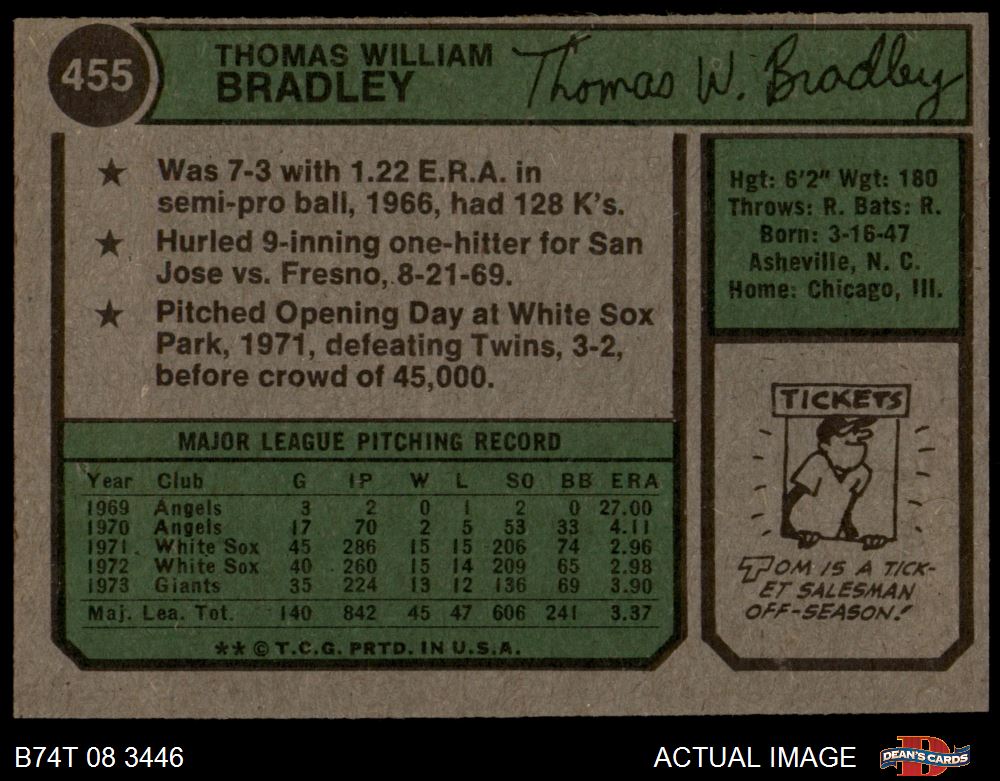 455
THOMAS WILLIAM
BRADLEY
Thomas W. Bradley
★ Was 7-3 with 1.22 E.R.A. in
semi-pro ball, 1966, had 128 K's.
★ Hurled 9-inning one-hitter for San
Jose vs. Fresno, 8-21-69.
★ Pitched Opening Day at White Sox
Park, 1971, defeating Twins, 3-2,
before crowd of 45,000.
MAJOR LEAGUE PITCHING RECORD
Year Club G IP W L SO BB ERA
1969 Angels 3 2 0 1 2 0 27.00
1970 Angels 17 70 2 5 53 33 4.11
1971 White Sox 45 286 15 15 206 74 2.96
1972 White Sox 40 260 15 14 209 65 2.98
1973 Giants 35 224 13 12 136 69 3.90
Maj. Lea. Tot. 140 842 45 47 606 241 3.37
** © T.C.G. PRTD. IN U.S.A.
Hgt: 6'2" Wgt: 180
Throws: R. Bats: R.
Born: 3-16-47
Asheville, N. C.
Home: Chicago, Ill.
TICKETS
TOM IS A TICK-
ET SALESMAN
OFF-SEASON!
B74T 08 3446
ACTUAL IMAGE
DEAN'S CARDS